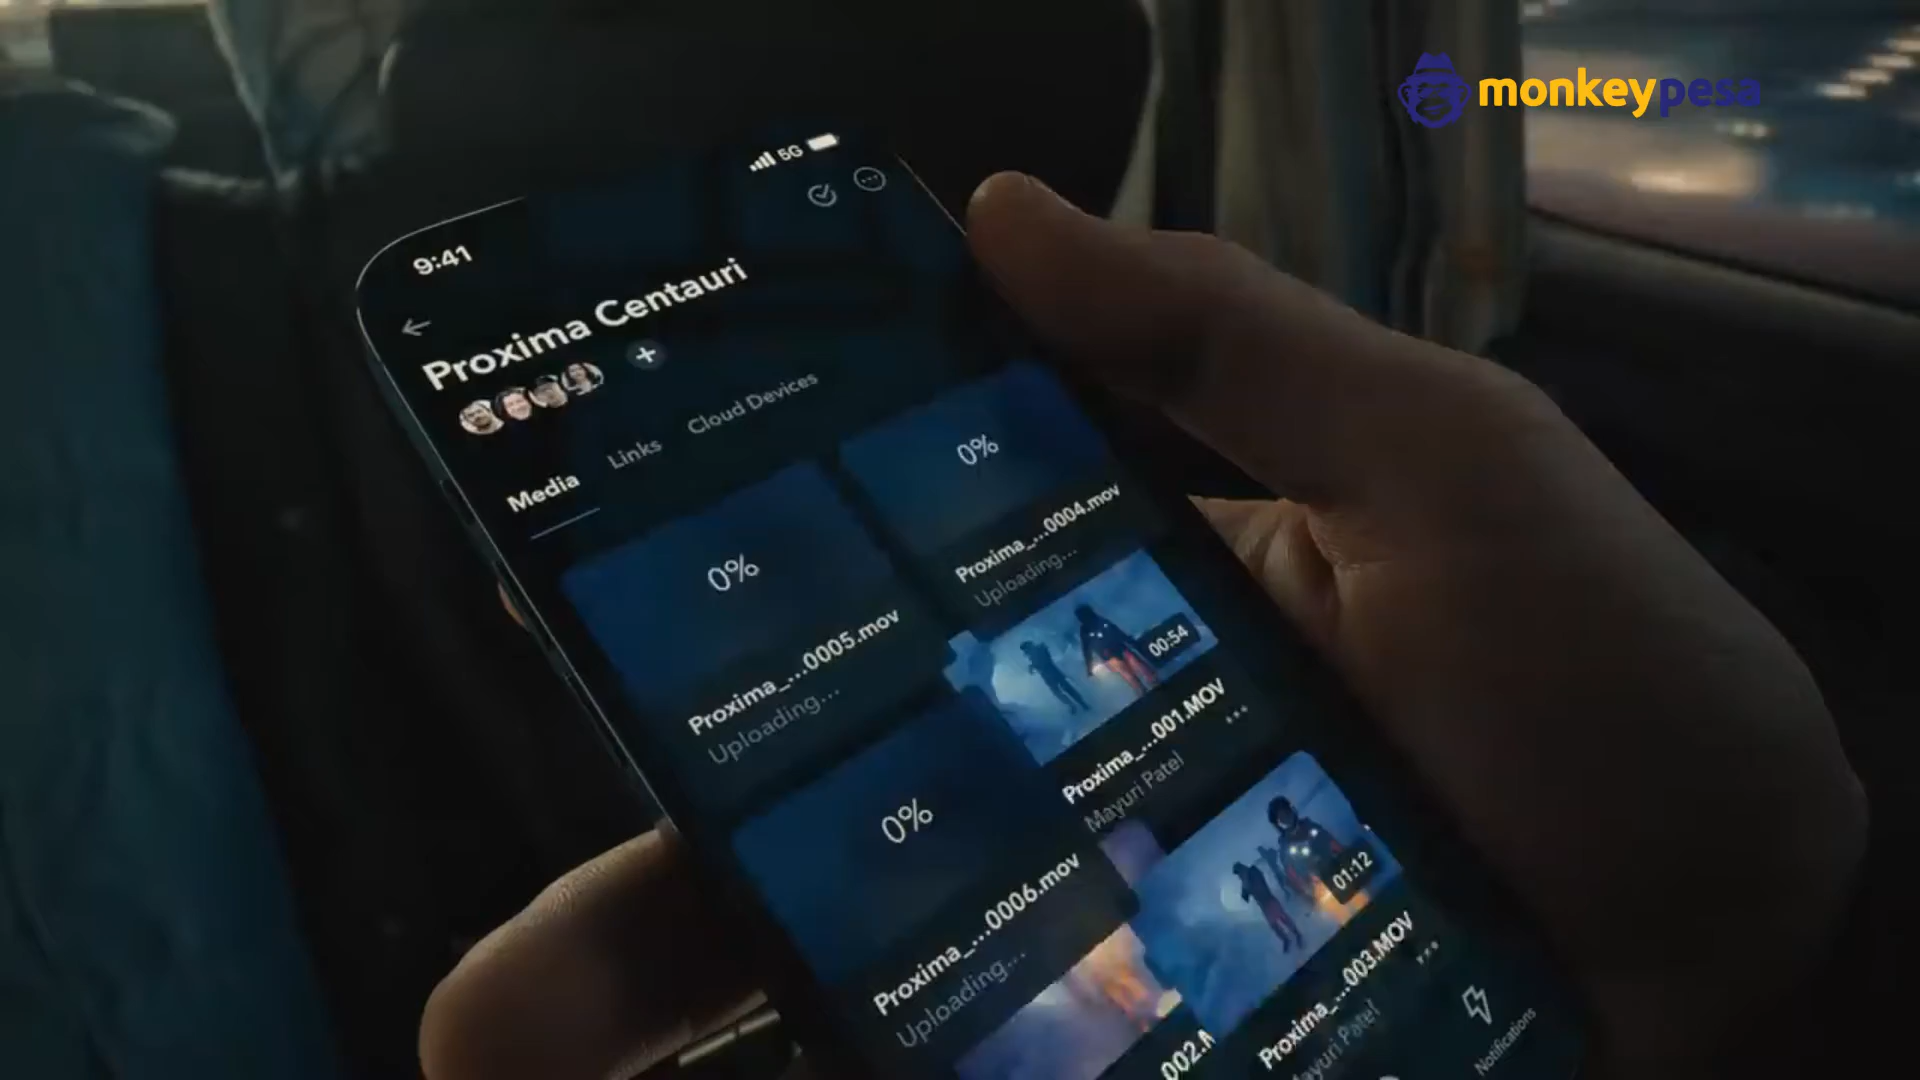 monkeypesa
5G
9:41
Proxima Centauri
Media
Links
Cloud Devices
0%
Proxima_...0005.mov
Uploading...
0%
Proxima_...0004.mov
Uploading...
0%
Proxima_...0006.mov
Uploading...
00:54
Proxima_...001.MOV
Mayuri Patel
01:12
Proxima_...003.MOV
Mayuri Patel
002.M
Notifications